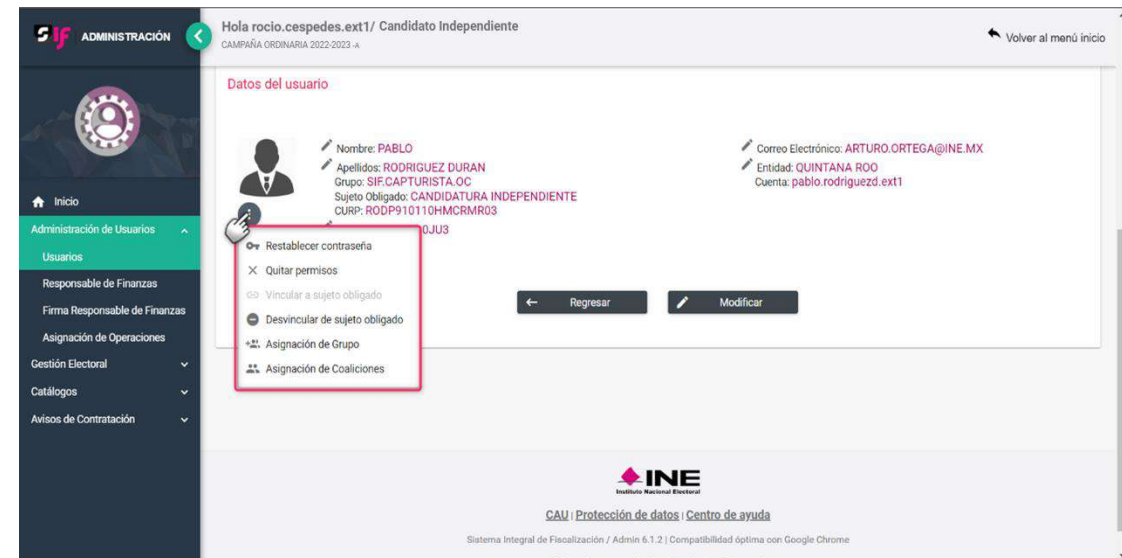 SIF ADMINISTRACIÓN
Hola rocio.cespedes.ext1/ Candidato Independiente
CAMPAÑA ORDINARIA 2022-2023 -A
Volver al menú inicio
Inicio
Administración de Usuarios
Usuarios
Responsable de Finanzas
Firma Responsable de Finanzas
Asignación de Operaciones
Gestión Electoral
Catálogos
Avisos de Contratación
Datos del usuario
Nombre: PABLO
Apellidos: RODRIGUEZ DURAN
Grupo: SIF.CAPTURISTA.OC
Sujeto Obligado: CANDIDATURA INDEPENDIENTE
CURP: RODP910110HMCRMR03
0JU3
Correo Electrónico: ARTURO.ORTEGA@INE.MX
Entidad: QUINTANA ROO
Cuenta: pablo.rodriguezd.ext1
Restablecer contraseña
Quitar permisos
Vincular a sujeto obligado
Desvincular de sujeto obligado
Asignación de Grupo
Asignación de Coaliciones
Regresar
Modificar
INE
Instituto Nacional Electoral
CAU | Protección de datos | Centro de ayuda
Sistema Integral de Fiscalización / Admin 6.1.2 | Compatibilidad óptima con Google Chrome